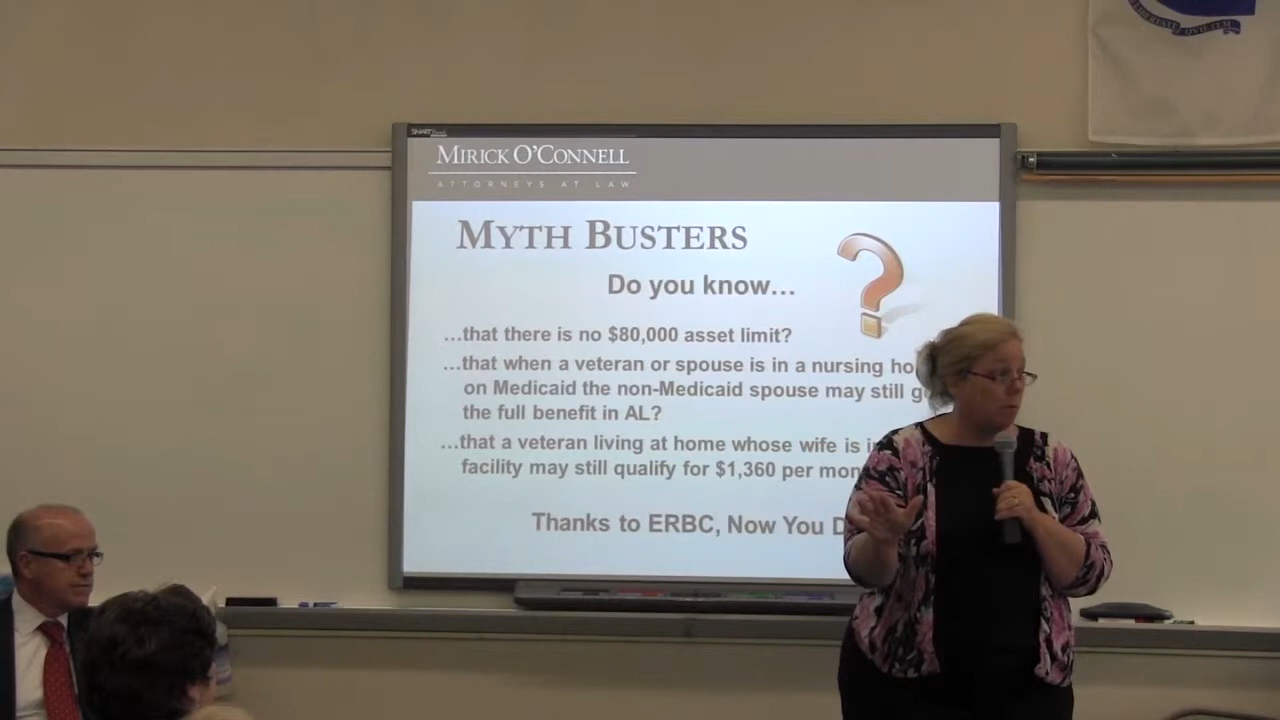 SMART
MIRICK O'CONNELL
ATTORNEYS AT LAW
MYTH BUSTERS
Do you know…
…that there is no $80,000 asset limit?
…that when a veteran or spouse is in a nursing
on Medicaid the non-Medicaid spouse may still
the full benefit in AL?
…that a veteran living at home whose wife is
facility may still qualify for $1,360 per
Thanks to ERBC, Now You